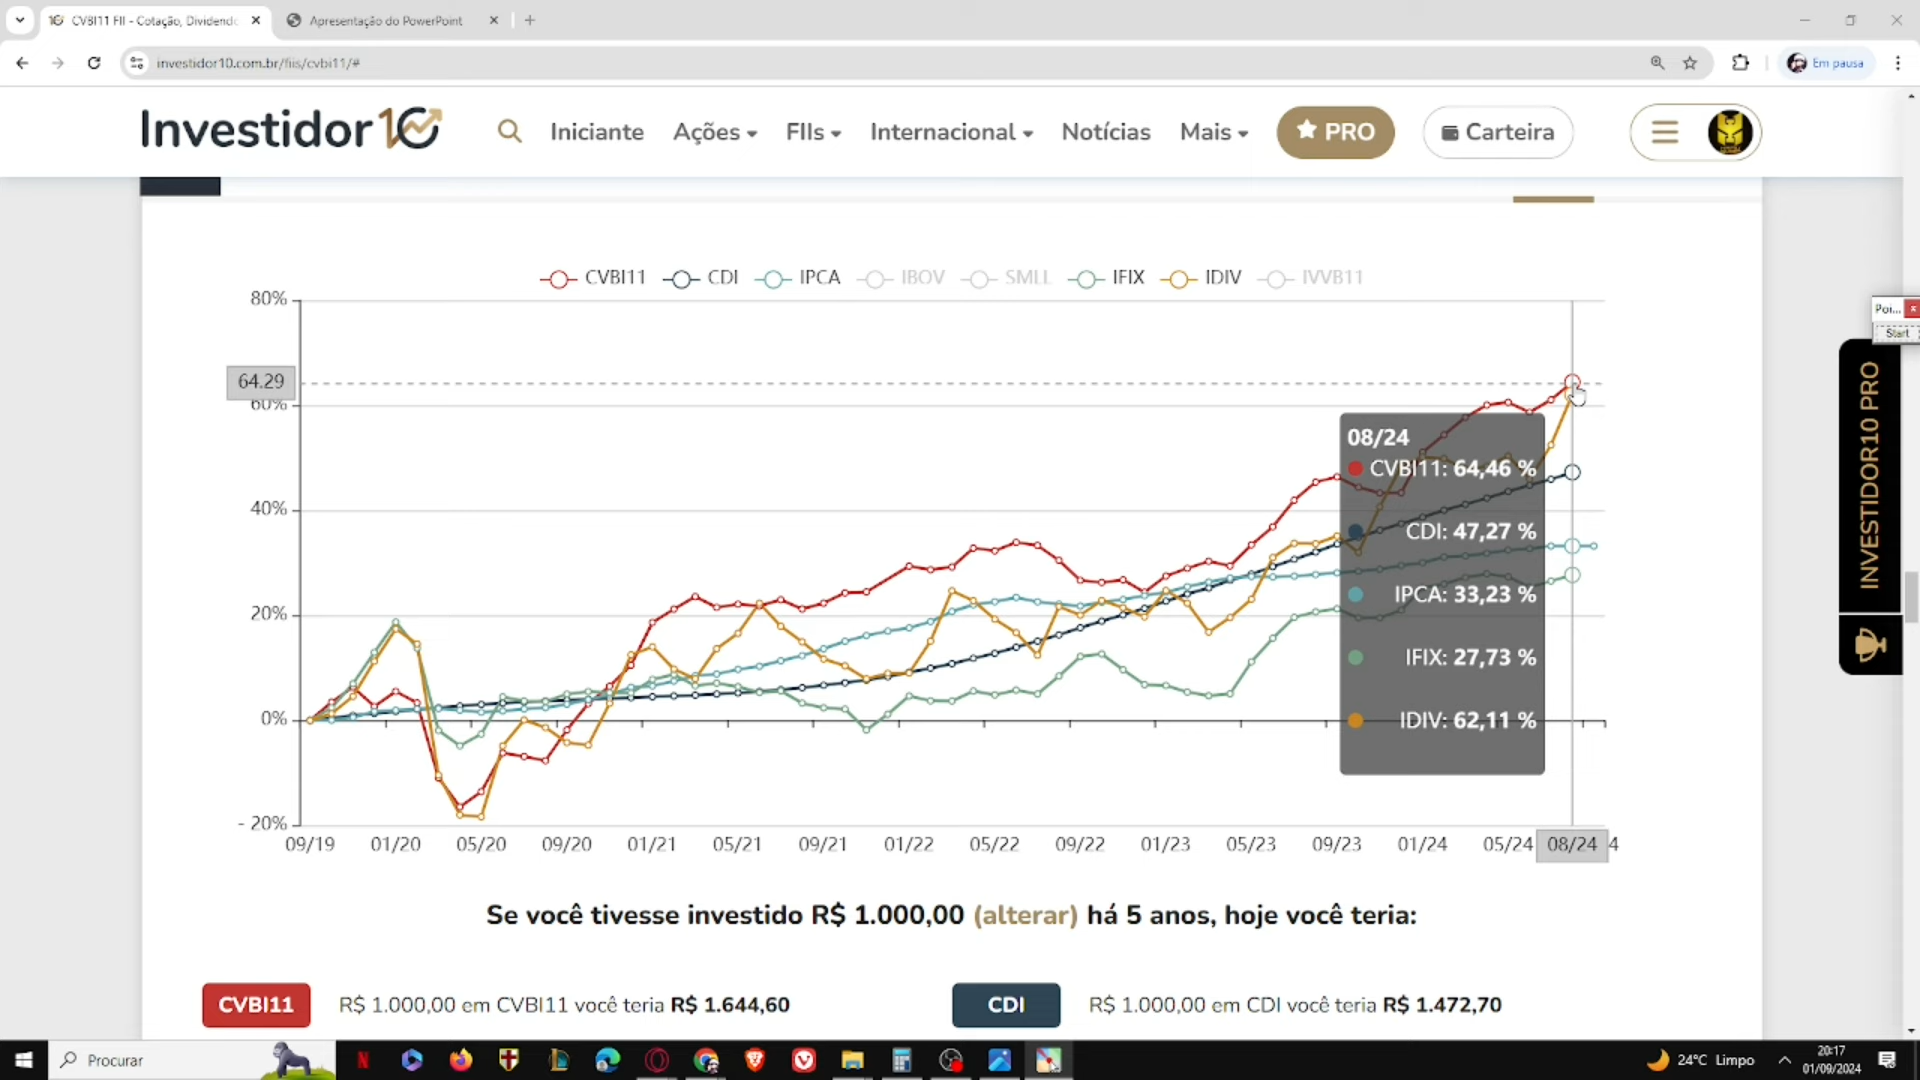 CVBI11 FII - Cotação, Dividendo
Apresentação do PowerPoint
investidor10.com.br/fiis/cvbi11/#
Em pausa
Investidor10
Iniciante
Ações
FIIs
Internacional
Notícias
Mais
PRO
Carteira
CVBI11
CDI
IPCA
IBOV
SMLL
IFIX
IDIV
IVVB11
80%
64.29
60%
40%
20%
0%
- 20%
08/24
CVBI11: 64,46 %
CDI: 47,27 %
IPCA: 33,23 %
IFIX: 27,73 %
IDIV: 62,11 %
09/19 01/20 05/20 09/20 01/21 05/21 09/21 01/22 05/22 09/22 01/23 05/23 09/23 01/24 05/24 08/24 4
Poi...
Start
INVESTIDOR10 PRO
Se você tivesse investido R$ 1.000,00 (alterar) há 5 anos, hoje você teria:
CVBI11 R$ 1.000,00 em CVBI11 você teria R$ 1.644,60
CDI R$ 1.000,00 em CDI você teria R$ 1.472,70
Procurar
24°C Limpo
20:17
01/09/2024